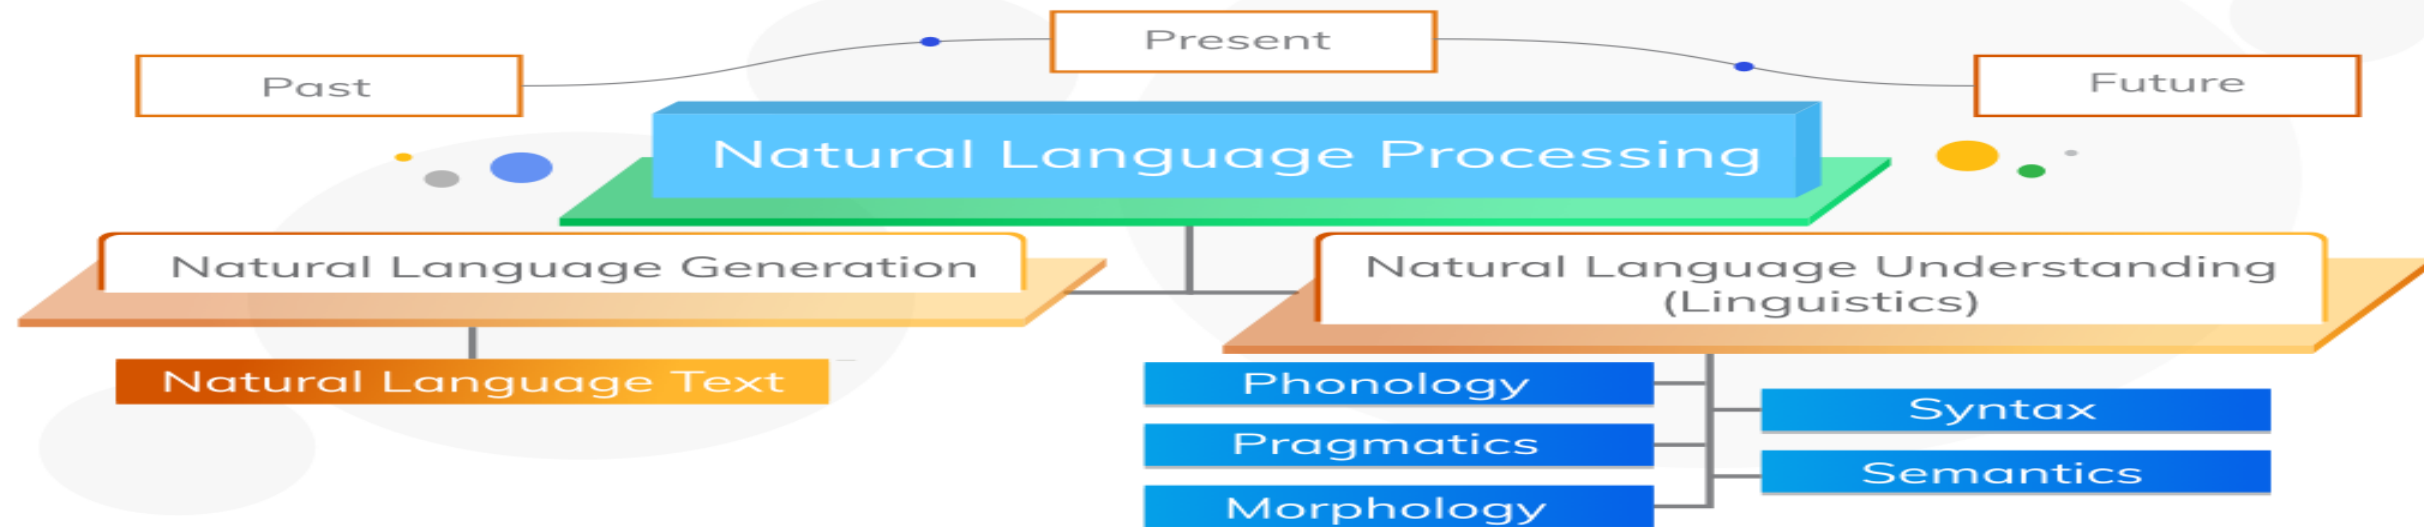 Past
Present
Future
Natural Language Processing
Natural Language Generation
Natural Language Understanding
(Linguistics)
Natural Language Text
Phonology
Syntax
Pragmatics
Semantics
Morphology